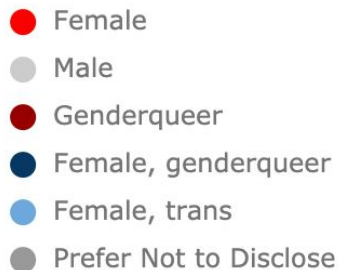 Female
Male
Genderqueer
Female, genderqueer
Female, trans
Prefer Not to Disclose